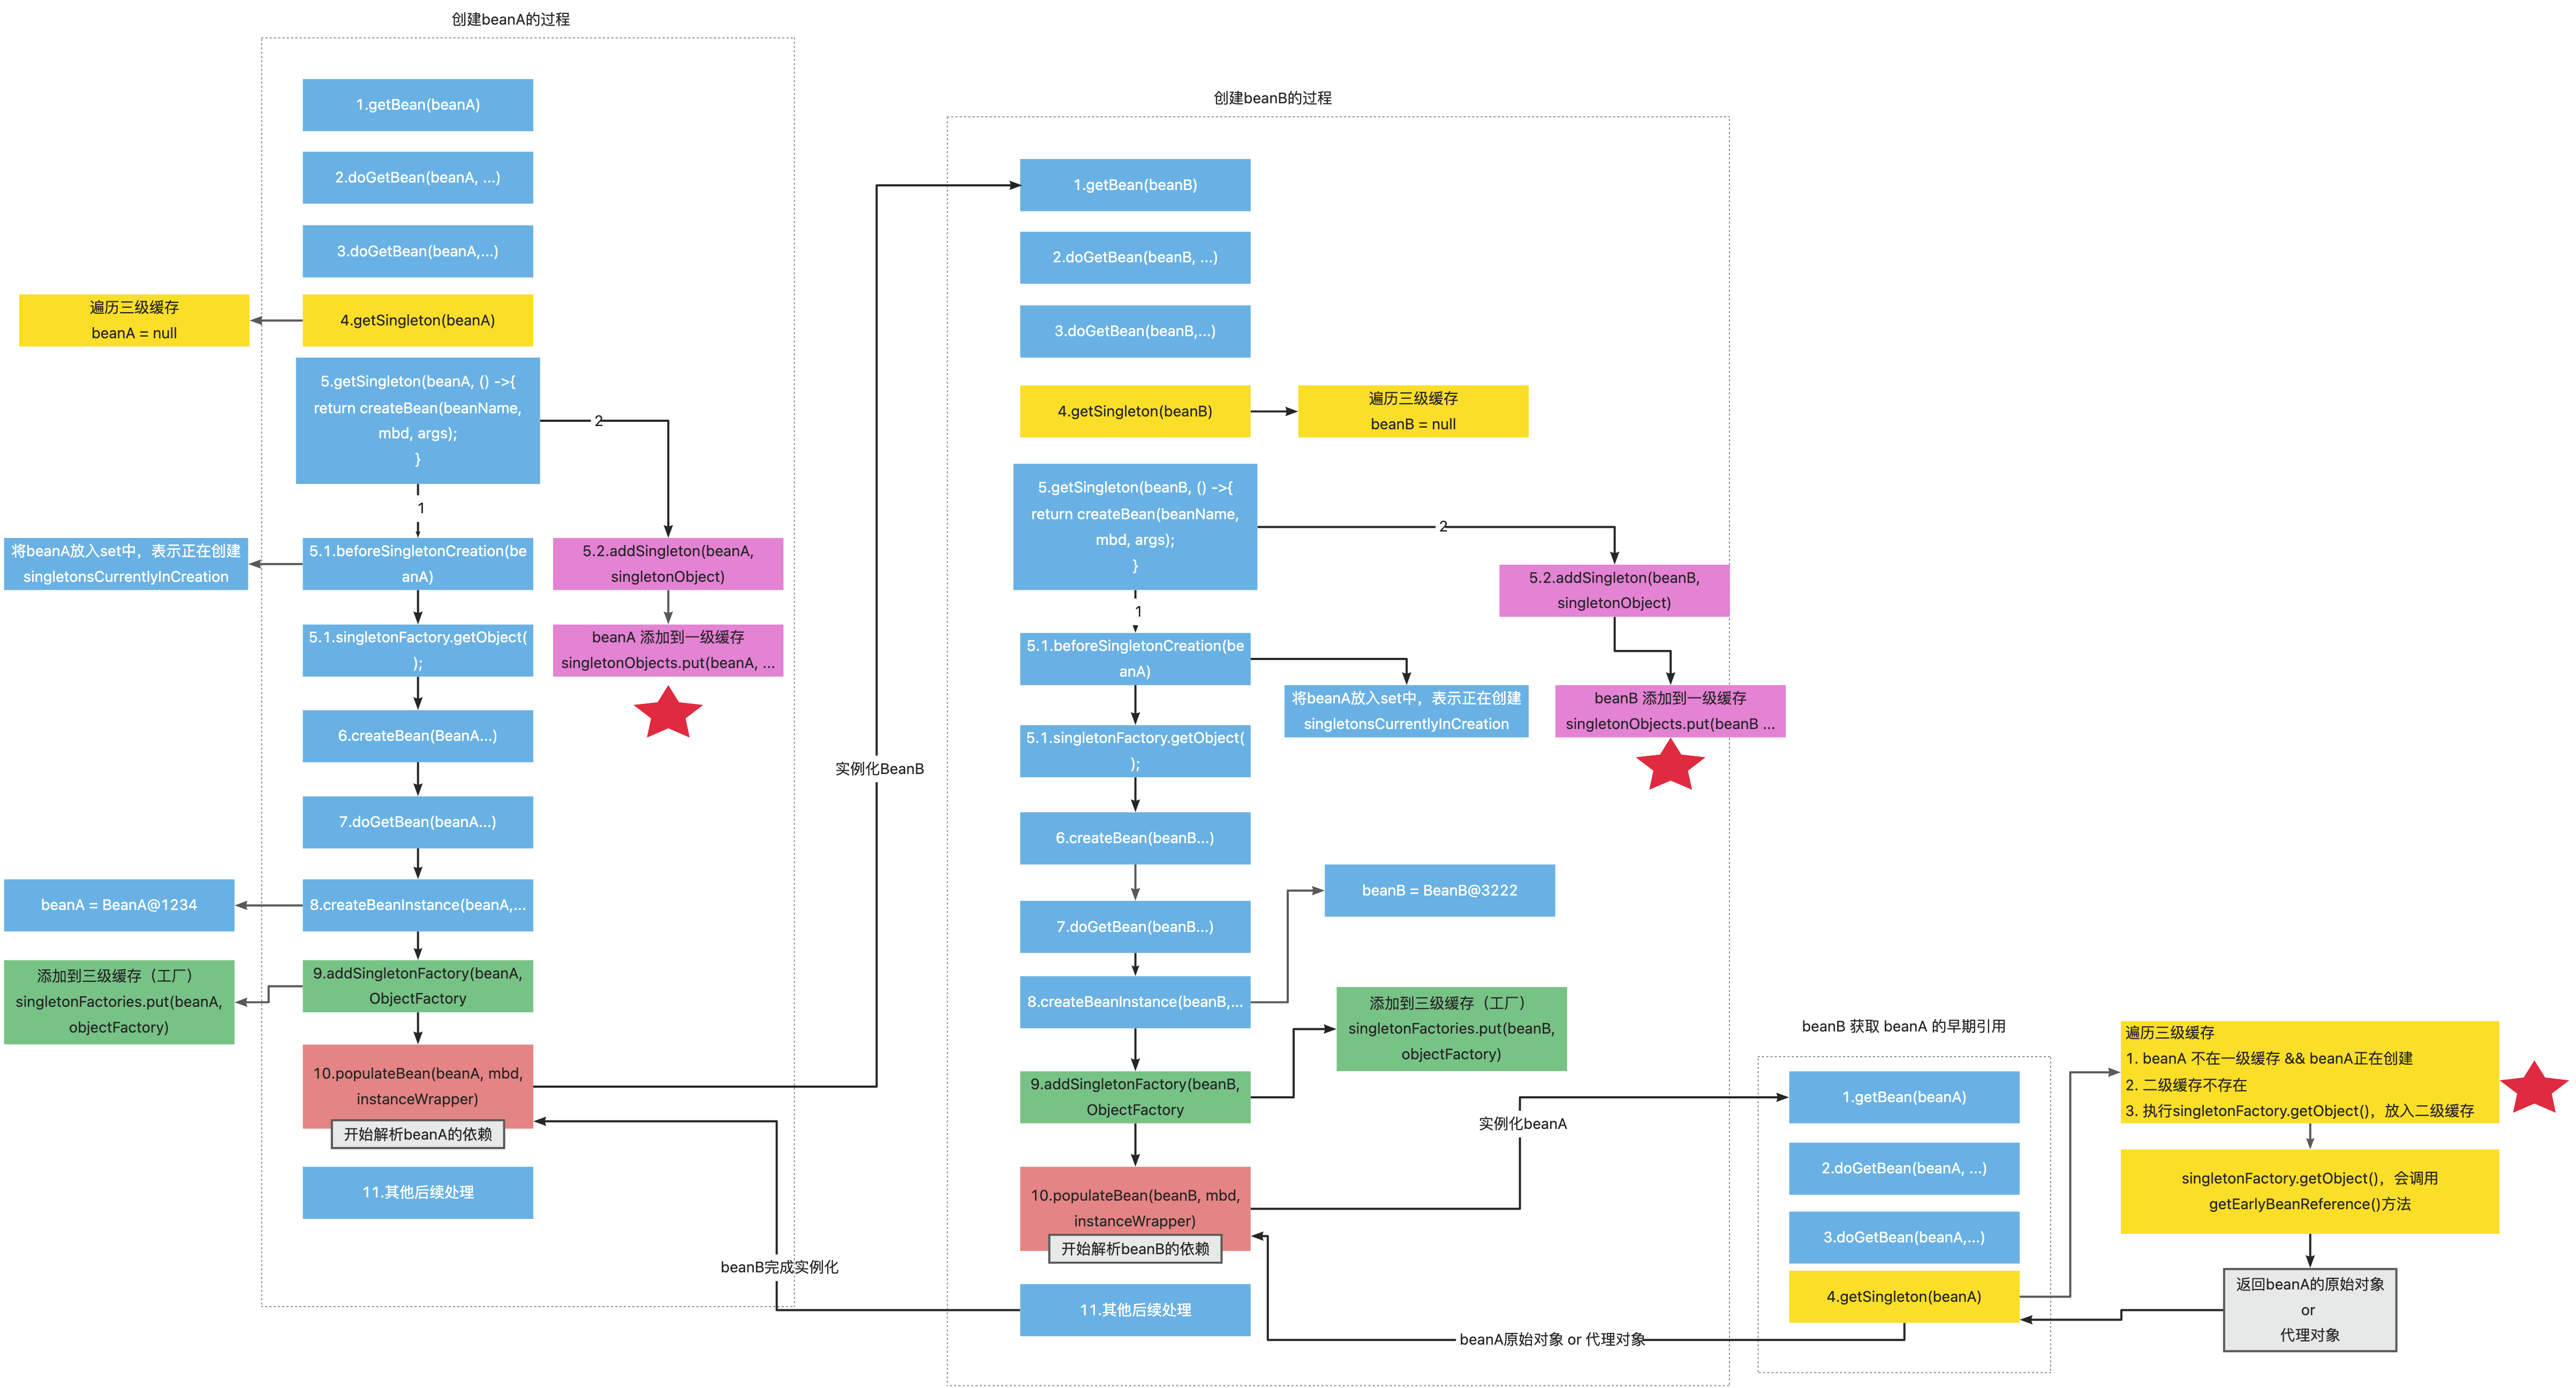 创建beanA的过程
1.getBean(beanA)
2.doGetBean(beanA, ...)
3.doGetBean(beanA,...)
4.getSingleton(beanA)
遍历三级缓存
beanA = null
5.getSingleton(beanA, () ->{
return createBean(beanName,
mbd, args);
}
2
1
5.1.beforeSingletonCreation(be
anA)
将beanA放入set中，表示正在创建
singletonsCurrentlyInCreation
5.2.addSingleton(beanA,
singletonObject)
5.1.singletonFactory.getObject(
);
beanA 添加到一级缓存
singletonObjects.put(beanA, ...
6.createBean(BeanA...)
7.doGetBean(beanA...)
8.createBeanInstance(beanA,...
beanA = BeanA@1234
9.addSingletonFactory(beanA,
ObjectFactory
添加到三级缓存（工厂）
singletonFactories.put(beanA,
objectFactory)
10.populateBean(beanA, mbd,
instanceWrapper)
开始解析beanA的依赖
11.其他后续处理
实例化BeanB
beanB完成实例化
创建beanB的过程
1.getBean(beanB)
2.doGetBean(beanB, ...)
3.doGetBean(beanB,...)
4.getSingleton(beanB)
遍历三级缓存
beanB = null
5.getSingleton(beanB, () ->{
return createBean(beanName,
mbd, args);
}
2
1
5.2.addSingleton(beanB,
singletonObject)
5.1.beforeSingletonCreation(be
anA)
将beanA放入set中，表示正在创建
singletonsCurrentlyInCreation
beanB 添加到一级缓存
singletonObjects.put(beanB ...
5.1.singletonFactory.getObject(
);
6.createBean(beanB...)
7.doGetBean(beanB...)
beanB = BeanB@3222
8.createBeanInstance(beanB,...
添加到三级缓存（工厂）
singletonFactories.put(beanB,
objectFactory)
9.addSingletonFactory(beanB,
ObjectFactory
10.populateBean(beanB, mbd,
instanceWrapper)
开始解析beanB的依赖
11.其他后续处理
实例化beanA
beanA原始对象 or 代理对象
beanB 获取 beanA 的早期引用
1.getBean(beanA)
2.doGetBean(beanA, ...)
3.doGetBean(beanA,...)
4.getSingleton(beanA)
遍历三级缓存
1. beanA 不在一级缓存 && beanA正在创建
2. 二级缓存不存在
3. 执行singletonFactory.getObject()，放入二级缓存
singletonFactory.getObject()，会调用
getEarlyBeanReference()方法
返回beanA的原始对象
or
代理对象